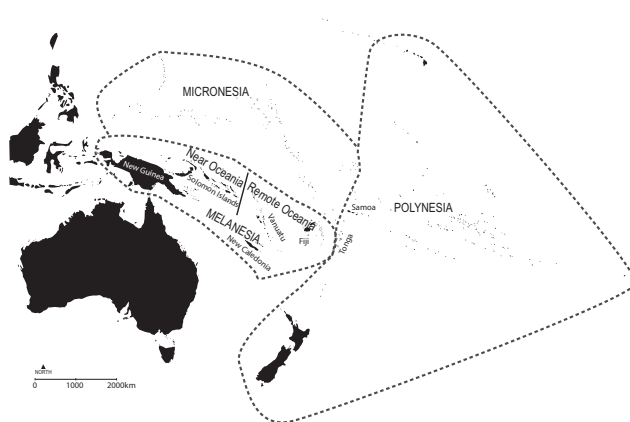 MICRONESIA
Near Oceania
Remote Oceania
New Guinea
Solomon Islands
Samoa
POLYNESIA
MELANESIA
Vanuatu
Fiji
Tonga
New Caledonia
NORTH
0 1000 2000km